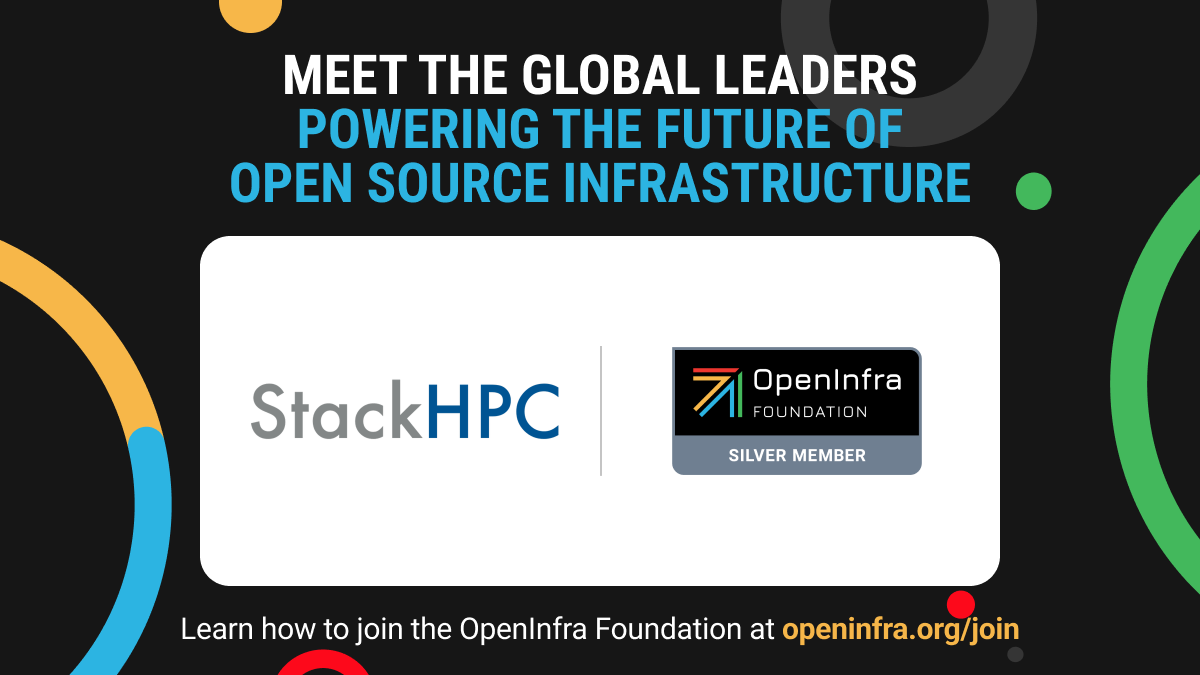 MEET THE GLOBAL LEADERS
POWERING THE FUTURE OF
OPEN SOURCE INFRASTRUCTURE
StackHPC
OpenInfra
FOUNDATION
SILVER MEMBER
Learn how to join the OpenInfra Foundation at openinfra.org/join